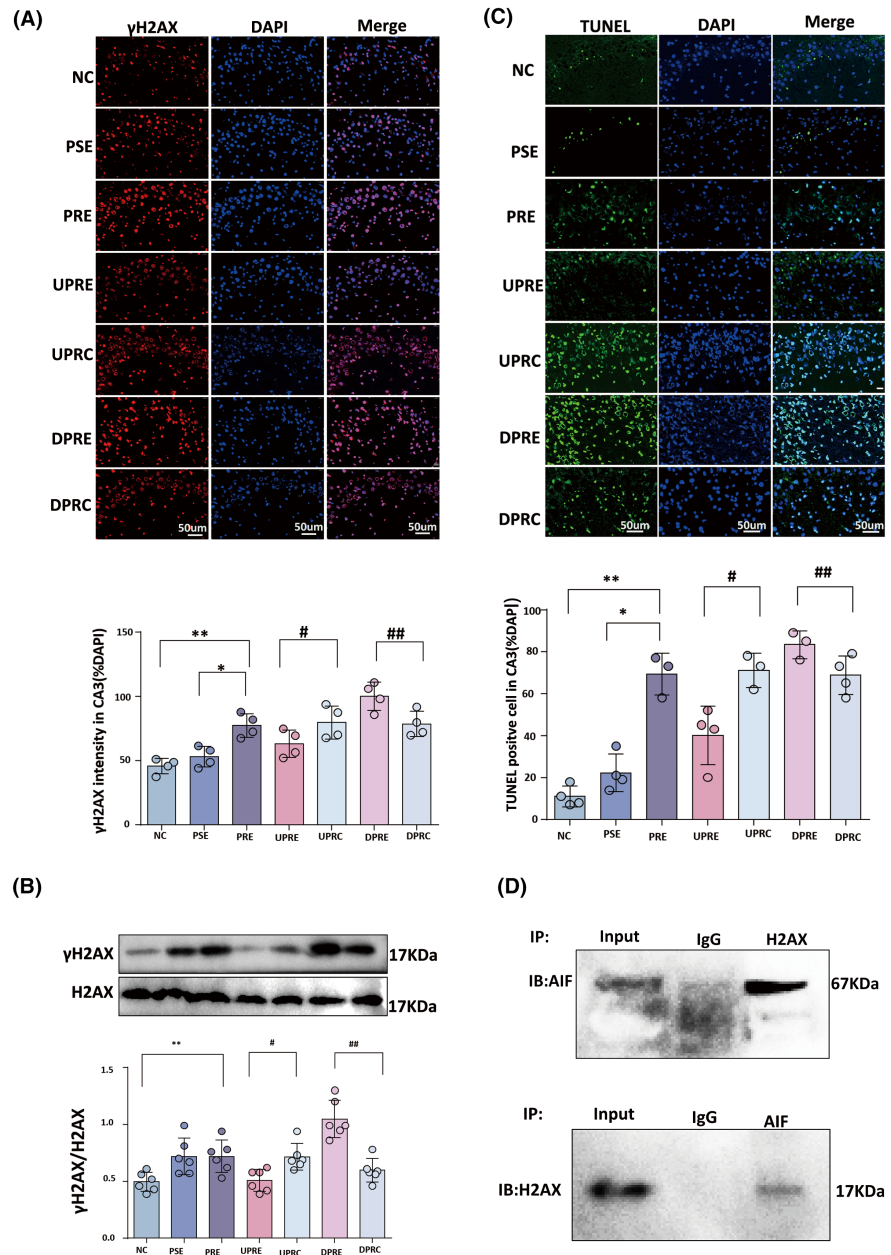 (A)
γH2AX DAPI Merge
NC
PSE
PRE
UPRE
UPRC
DPRE
DPRC
50um 50um 50um
γH2AX intensity in CA3(%DAPI)
150
100
50
0
** * # ##
NC PSE PRE UPRE UPRC DPRE DPRC
(B)
γH2AX 17KDa
H2AX 17KDa
γH2AX/H2AX
1.5
1.0
0.5
0.0
** # ##
NC PSE PRE UPRE UPRC DPRE DPRC
(C)
TUNEL DAPI Merge
NC
PSE
PRE
UPRE
UPRC
DPRE
DPRC
50um 50um 50um
TUNEL positve cell in CA3(%DAPI)
100
80
60
40
20
0
** * # ##
NC PSE PRE UPRE UPRC DPRE DPRC
(D)
IP: Input IgG H2AX
IB:AIF 67KDa
IP: Input IgG AIF
IB:H2AX 17KDa